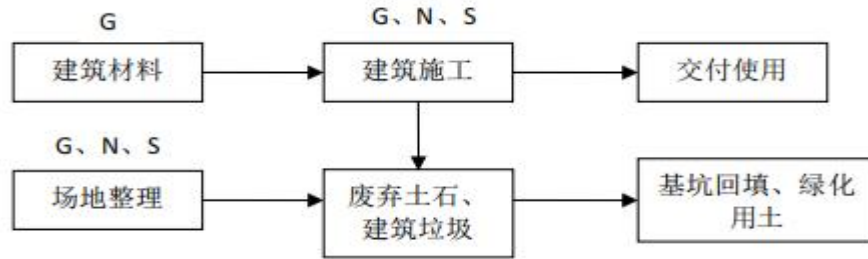 G
G、N、S
建筑材料
建筑施工
交付使用
G、N、S
场地整理
废弃土石、
建筑垃圾
基坑回填、绿化
用土